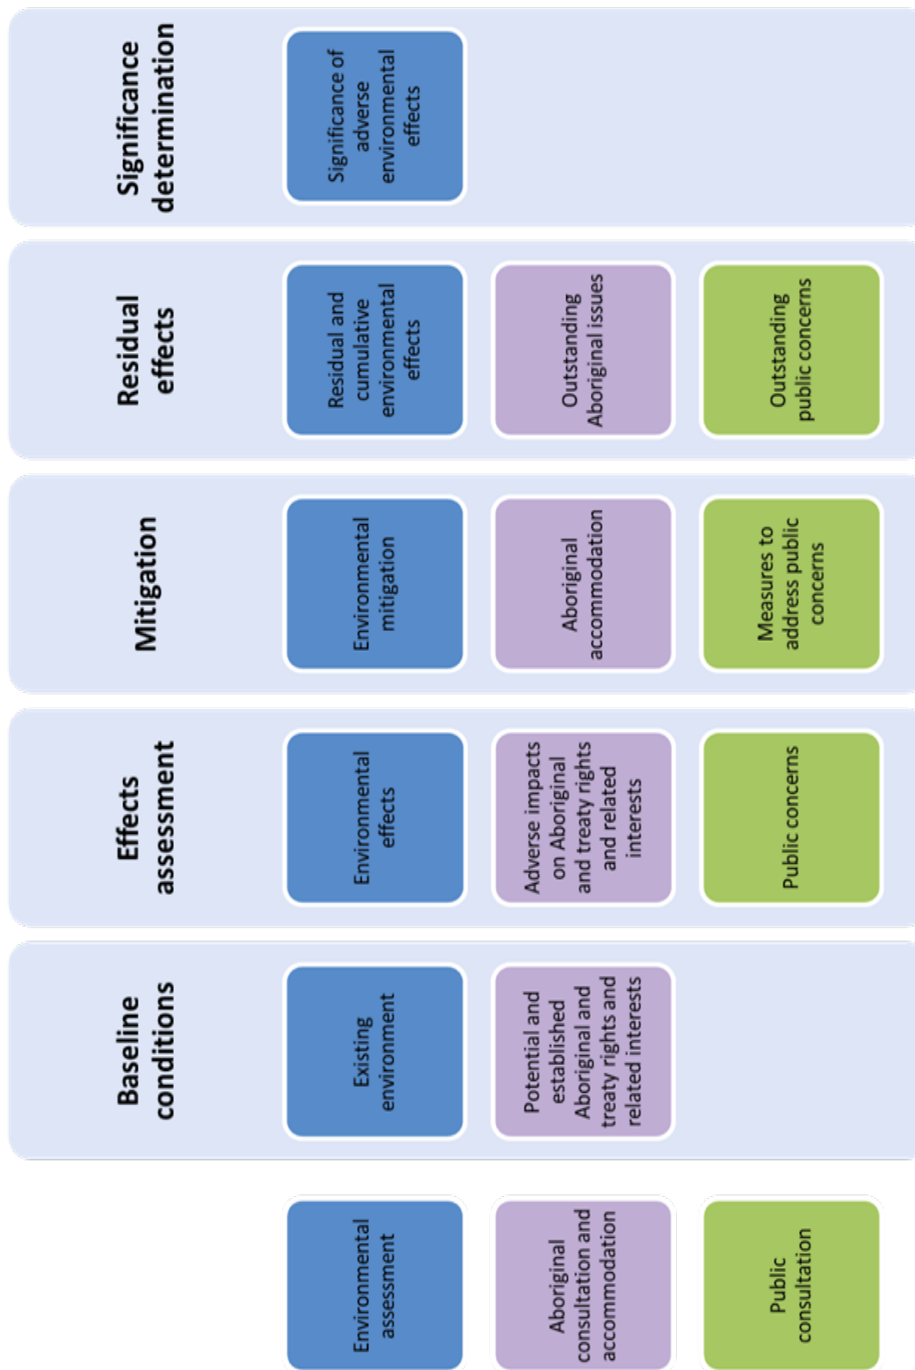 Baseline
conditions
Effects
assessment
Mitigation
Residual
effects
Significance
determination
Environmental
assessment
Existing
environment
Environmental
effects
Environmental
mitigation
Residual and
cumulative
environmental
effects
Significance of
adverse
environmental
effects
Aboriginal
consultation and
accommodation
Potential and
established
Aboriginal and
treaty rights and
related interests
Adverse impacts
on Aboriginal
and treaty rights
and related
interests
Aboriginal
accommodation
Outstanding
Aboriginal issues
Public
consultation
Public concerns
Measures to
address public
concerns
Outstanding
public concerns